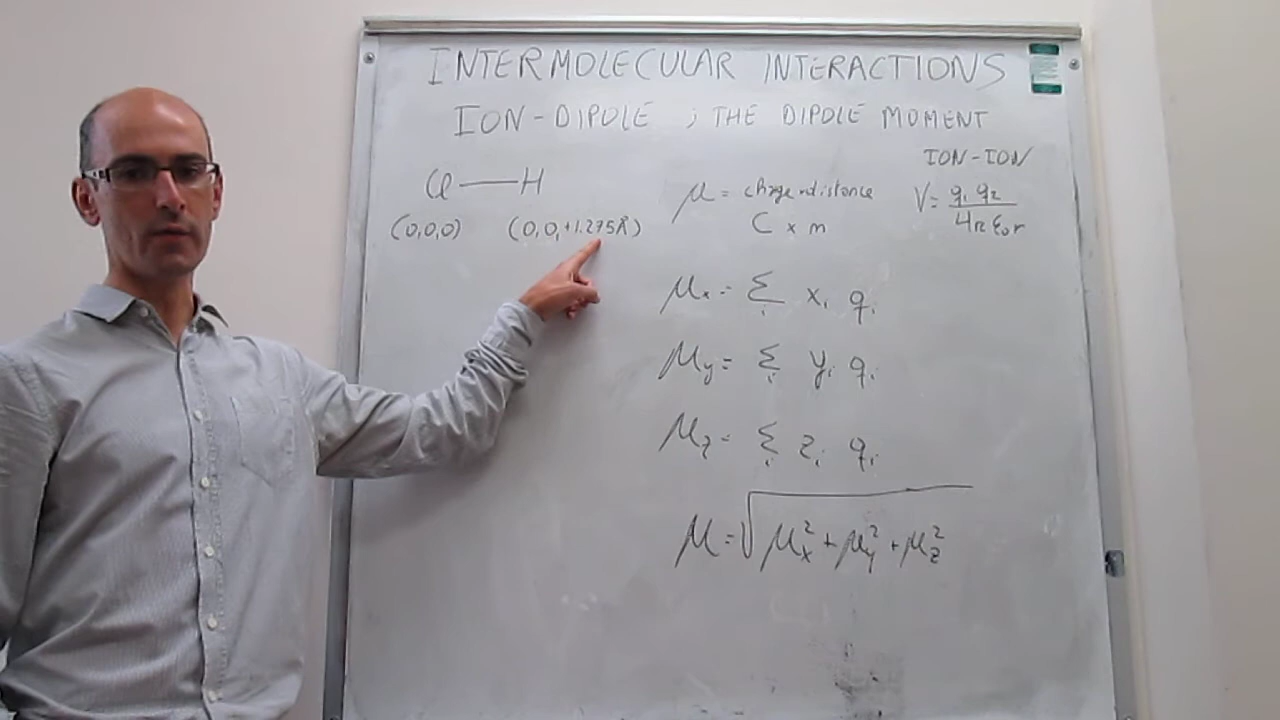 INTERMOLECULAR INTERACTIONS
ION-DIPOLE ; THE DIPOLE MOMENT
ION-ION
Cl — H
(0,0,0) (0,0,+1.275Å)
μ = charge × distance
C x m
V = q₁ q₂ / 4π ε₀ r
μx = Σi xi qi
μy = Σi yi qi
μz = Σi zi qi
μ = √(μx² + μy² + μz²)